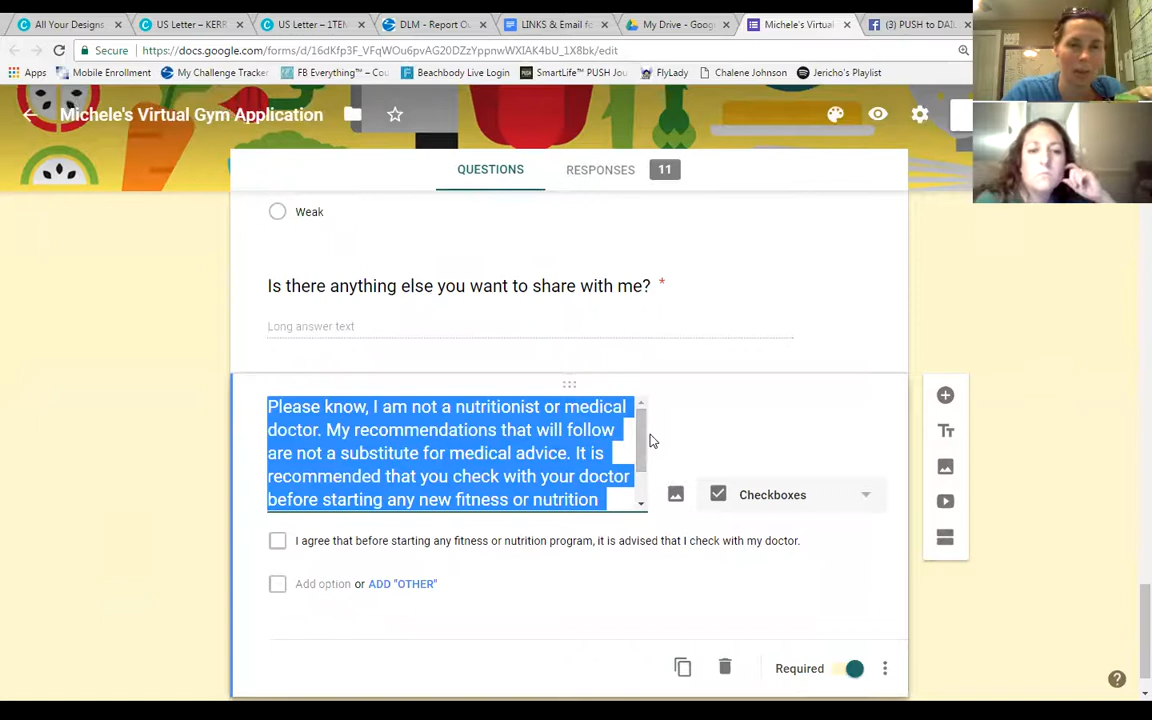 All Your Designs
US Letter – KERR
US Letter – 1TEM
DLM - Report Ou
LINKS & Email fo
My Drive - Goog
Michele's Virtual
(3) PUSH to DAIL
Secure
https://docs.google.com/forms/d/16dKfp3F_VFqWOu6pvAG20DZzYppnwWXIAK4bU_1X8bk/edit
Apps
Mobile Enrollment
My Challenge Tracker
FB Everything™ – Cou
Beachbody Live Login
SmartLife™ PUSH Jou
FlyLady
Chalene Johnson
Jericho's Playlist
Michele's Virtual Gym Application
QUESTIONS
RESPONSES 11
Weak
Is there anything else you want to share with me? *
Long answer text
Please know, I am not a nutritionist or medical
doctor. My recommendations that will follow
are not a substitute for medical advice. It is
recommended that you check with your doctor
before starting any new fitness or nutrition
Checkboxes
I agree that before starting any fitness or nutrition program, it is advised that I check with my doctor.
Add option or ADD "OTHER"
Required